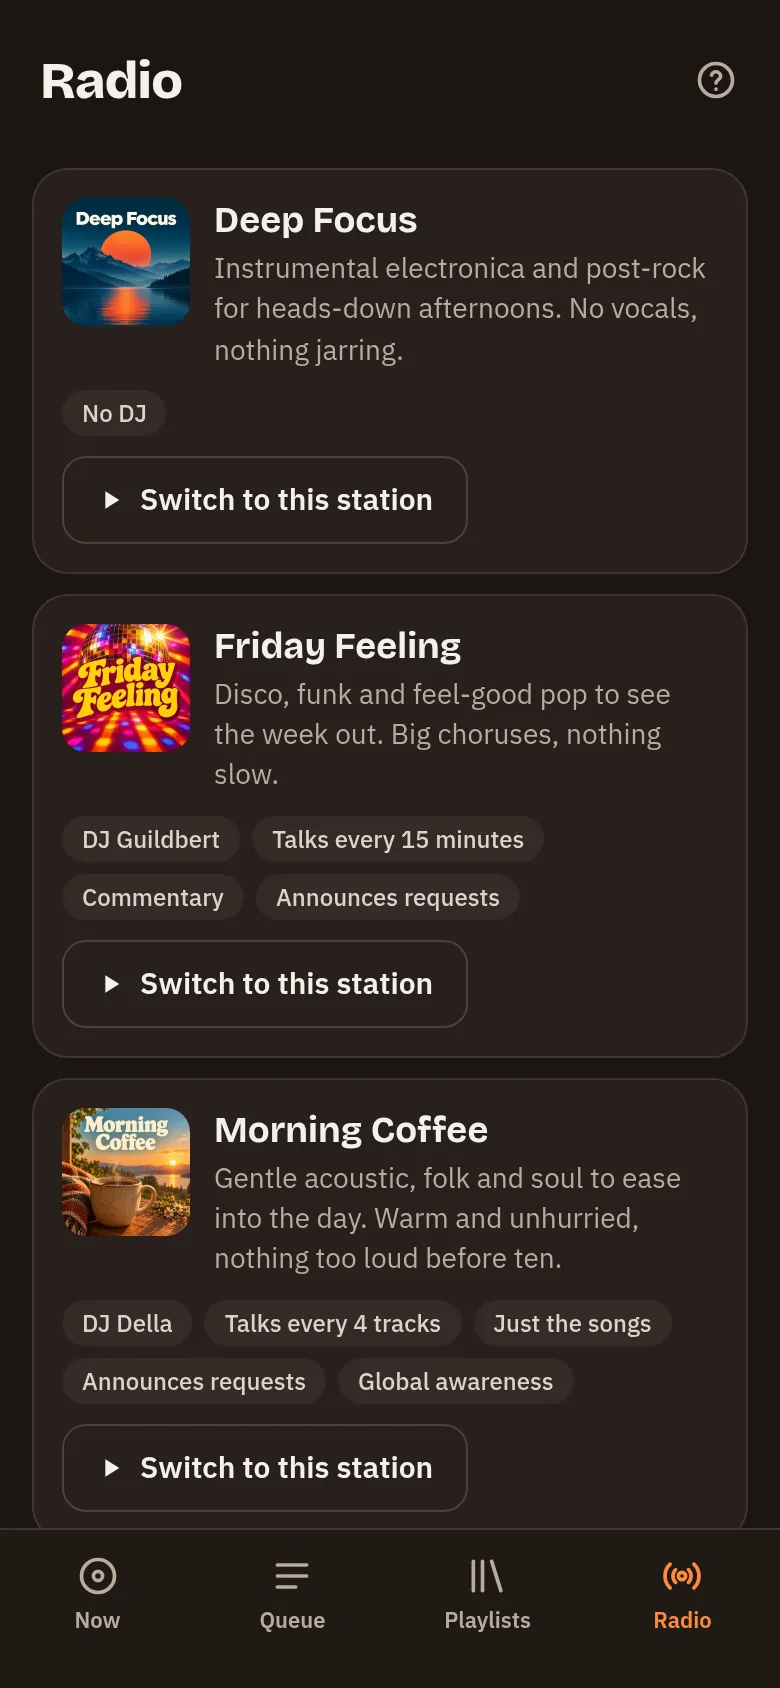 Radio
Deep Focus
Deep Focus
Instrumental electronica and post-rock
for heads-down afternoons. No vocals,
nothing jarring.
No DJ
Switch to this station
Friday
Feeling
Friday Feeling
Disco, funk and feel-good pop to see
the week out. Big choruses, nothing
slow.
DJ Guildbert
Talks every 15 minutes
Commentary
Announces requests
Switch to this station
Morning
Coffee
Morning Coffee
Gentle acoustic, folk and soul to ease
into the day. Warm and unhurried,
nothing too loud before ten.
DJ Della
Talks every 4 tracks
Just the songs
Announces requests
Global awareness
Switch to this station
Now
Queue
Playlists
Radio